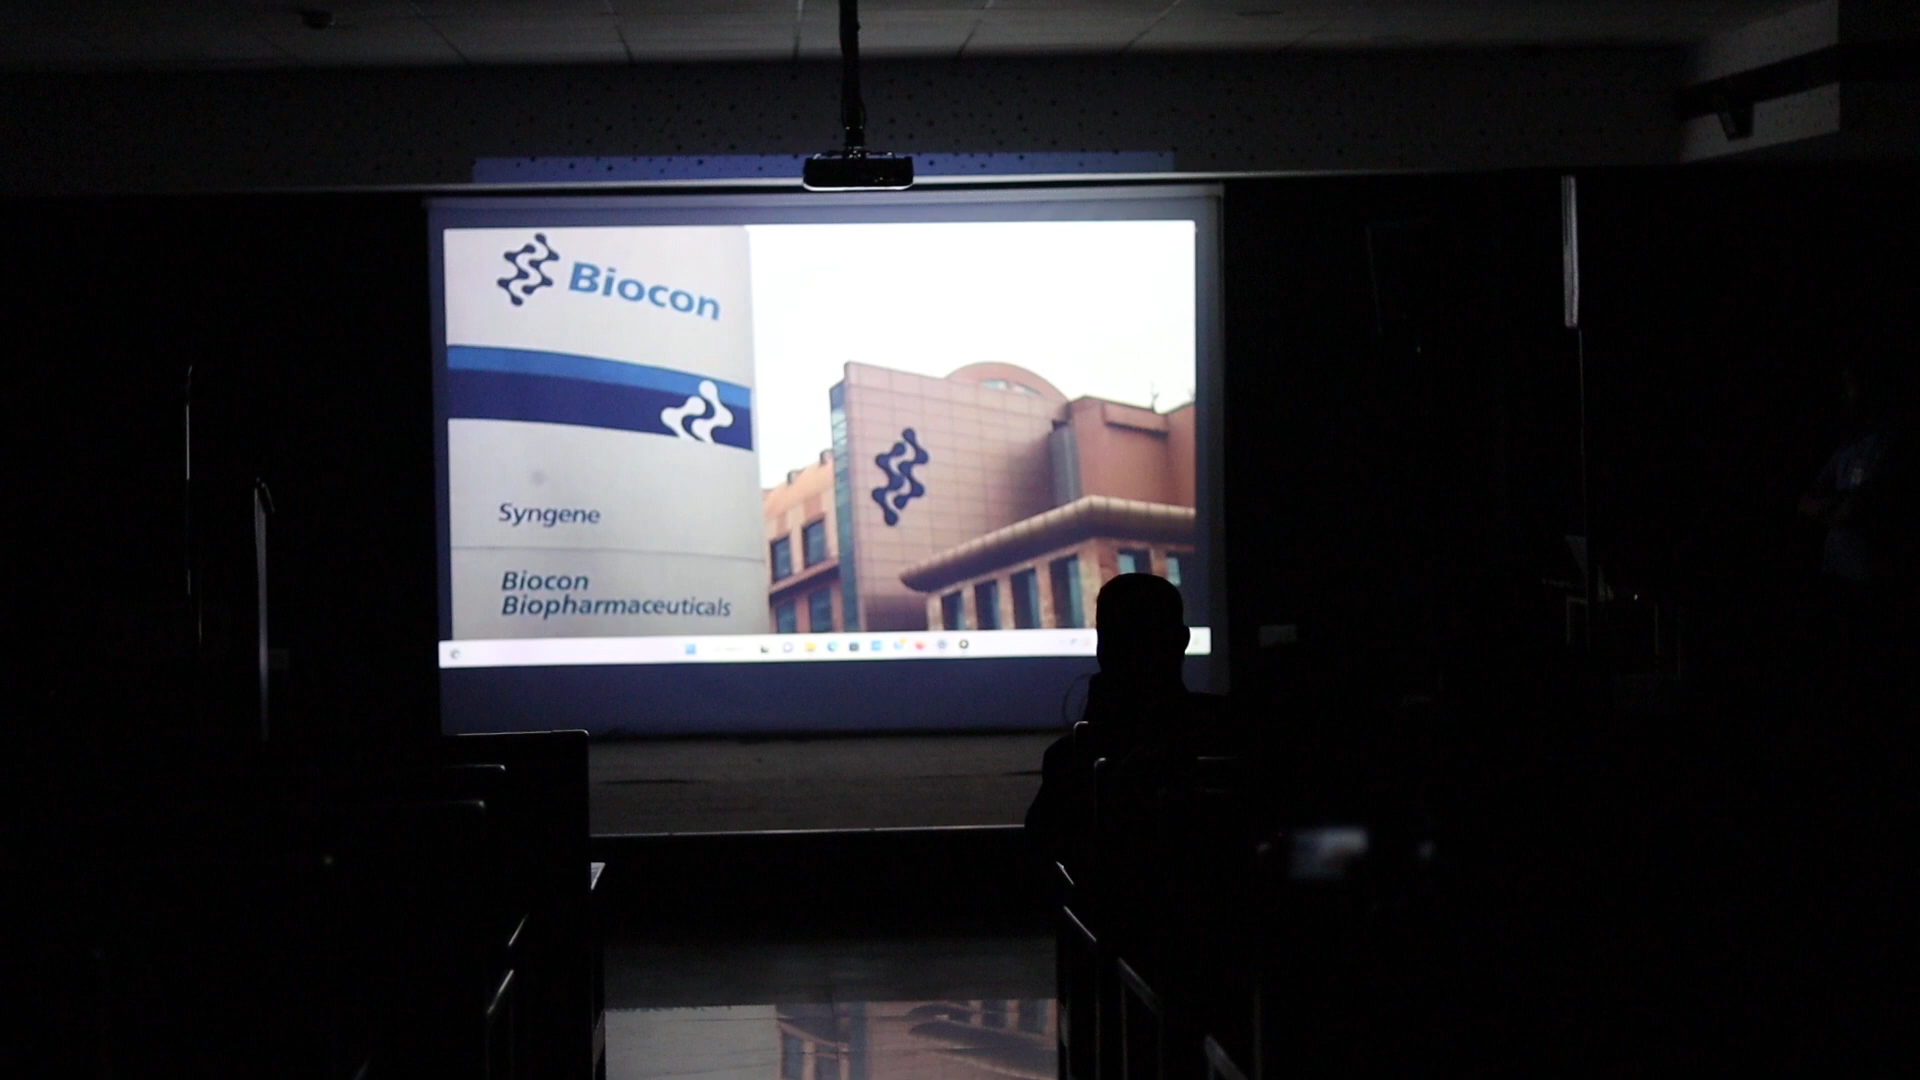 Biocon
Syngene
Biocon
Biopharmaceuticals